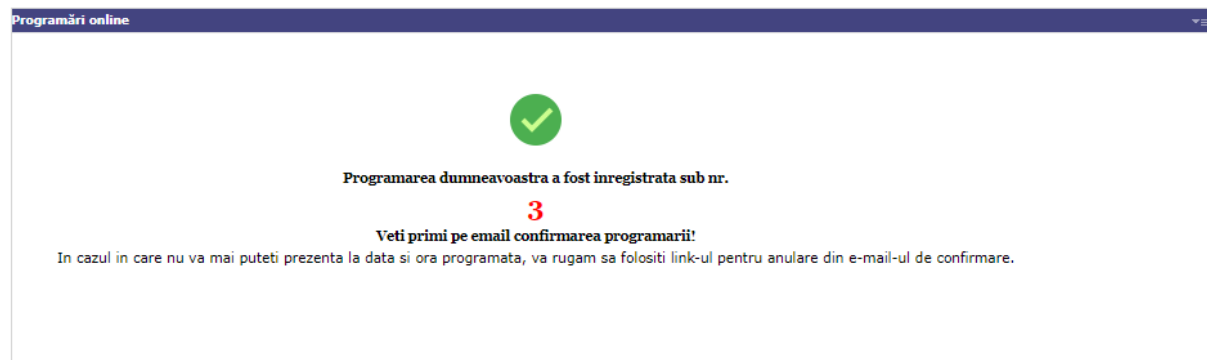 Programări online
Programarea dumneavoastra a fost inregistrata sub nr.
3
Veti primi pe email confirmarea programarii!
In cazul in care nu va mai puteti prezenta la data si ora programata, va rugam sa folositi link-ul pentru anulare din e-mail-ul de confirmare.